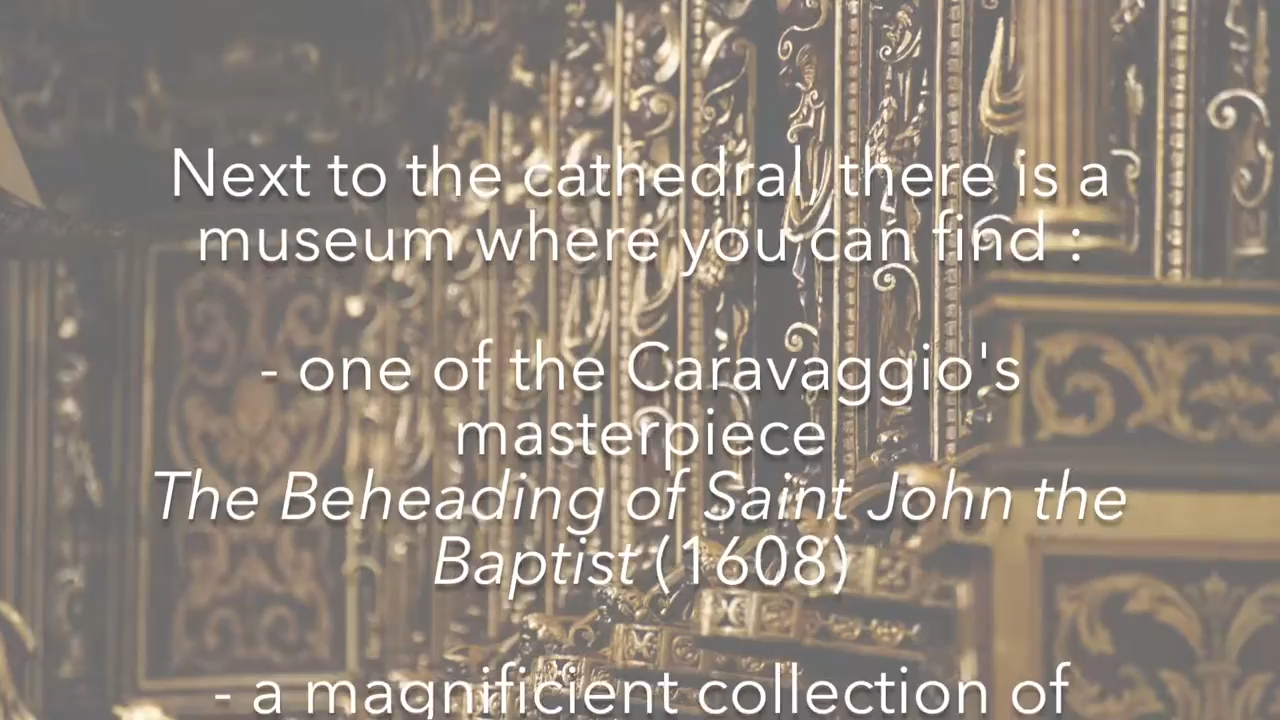 Next to the cathedral, there is a
museum where you can find :
- one of the Caravaggio's
masterpiece
The Beheading of Saint John the
Baptist (1608)
- a magnificient collection of